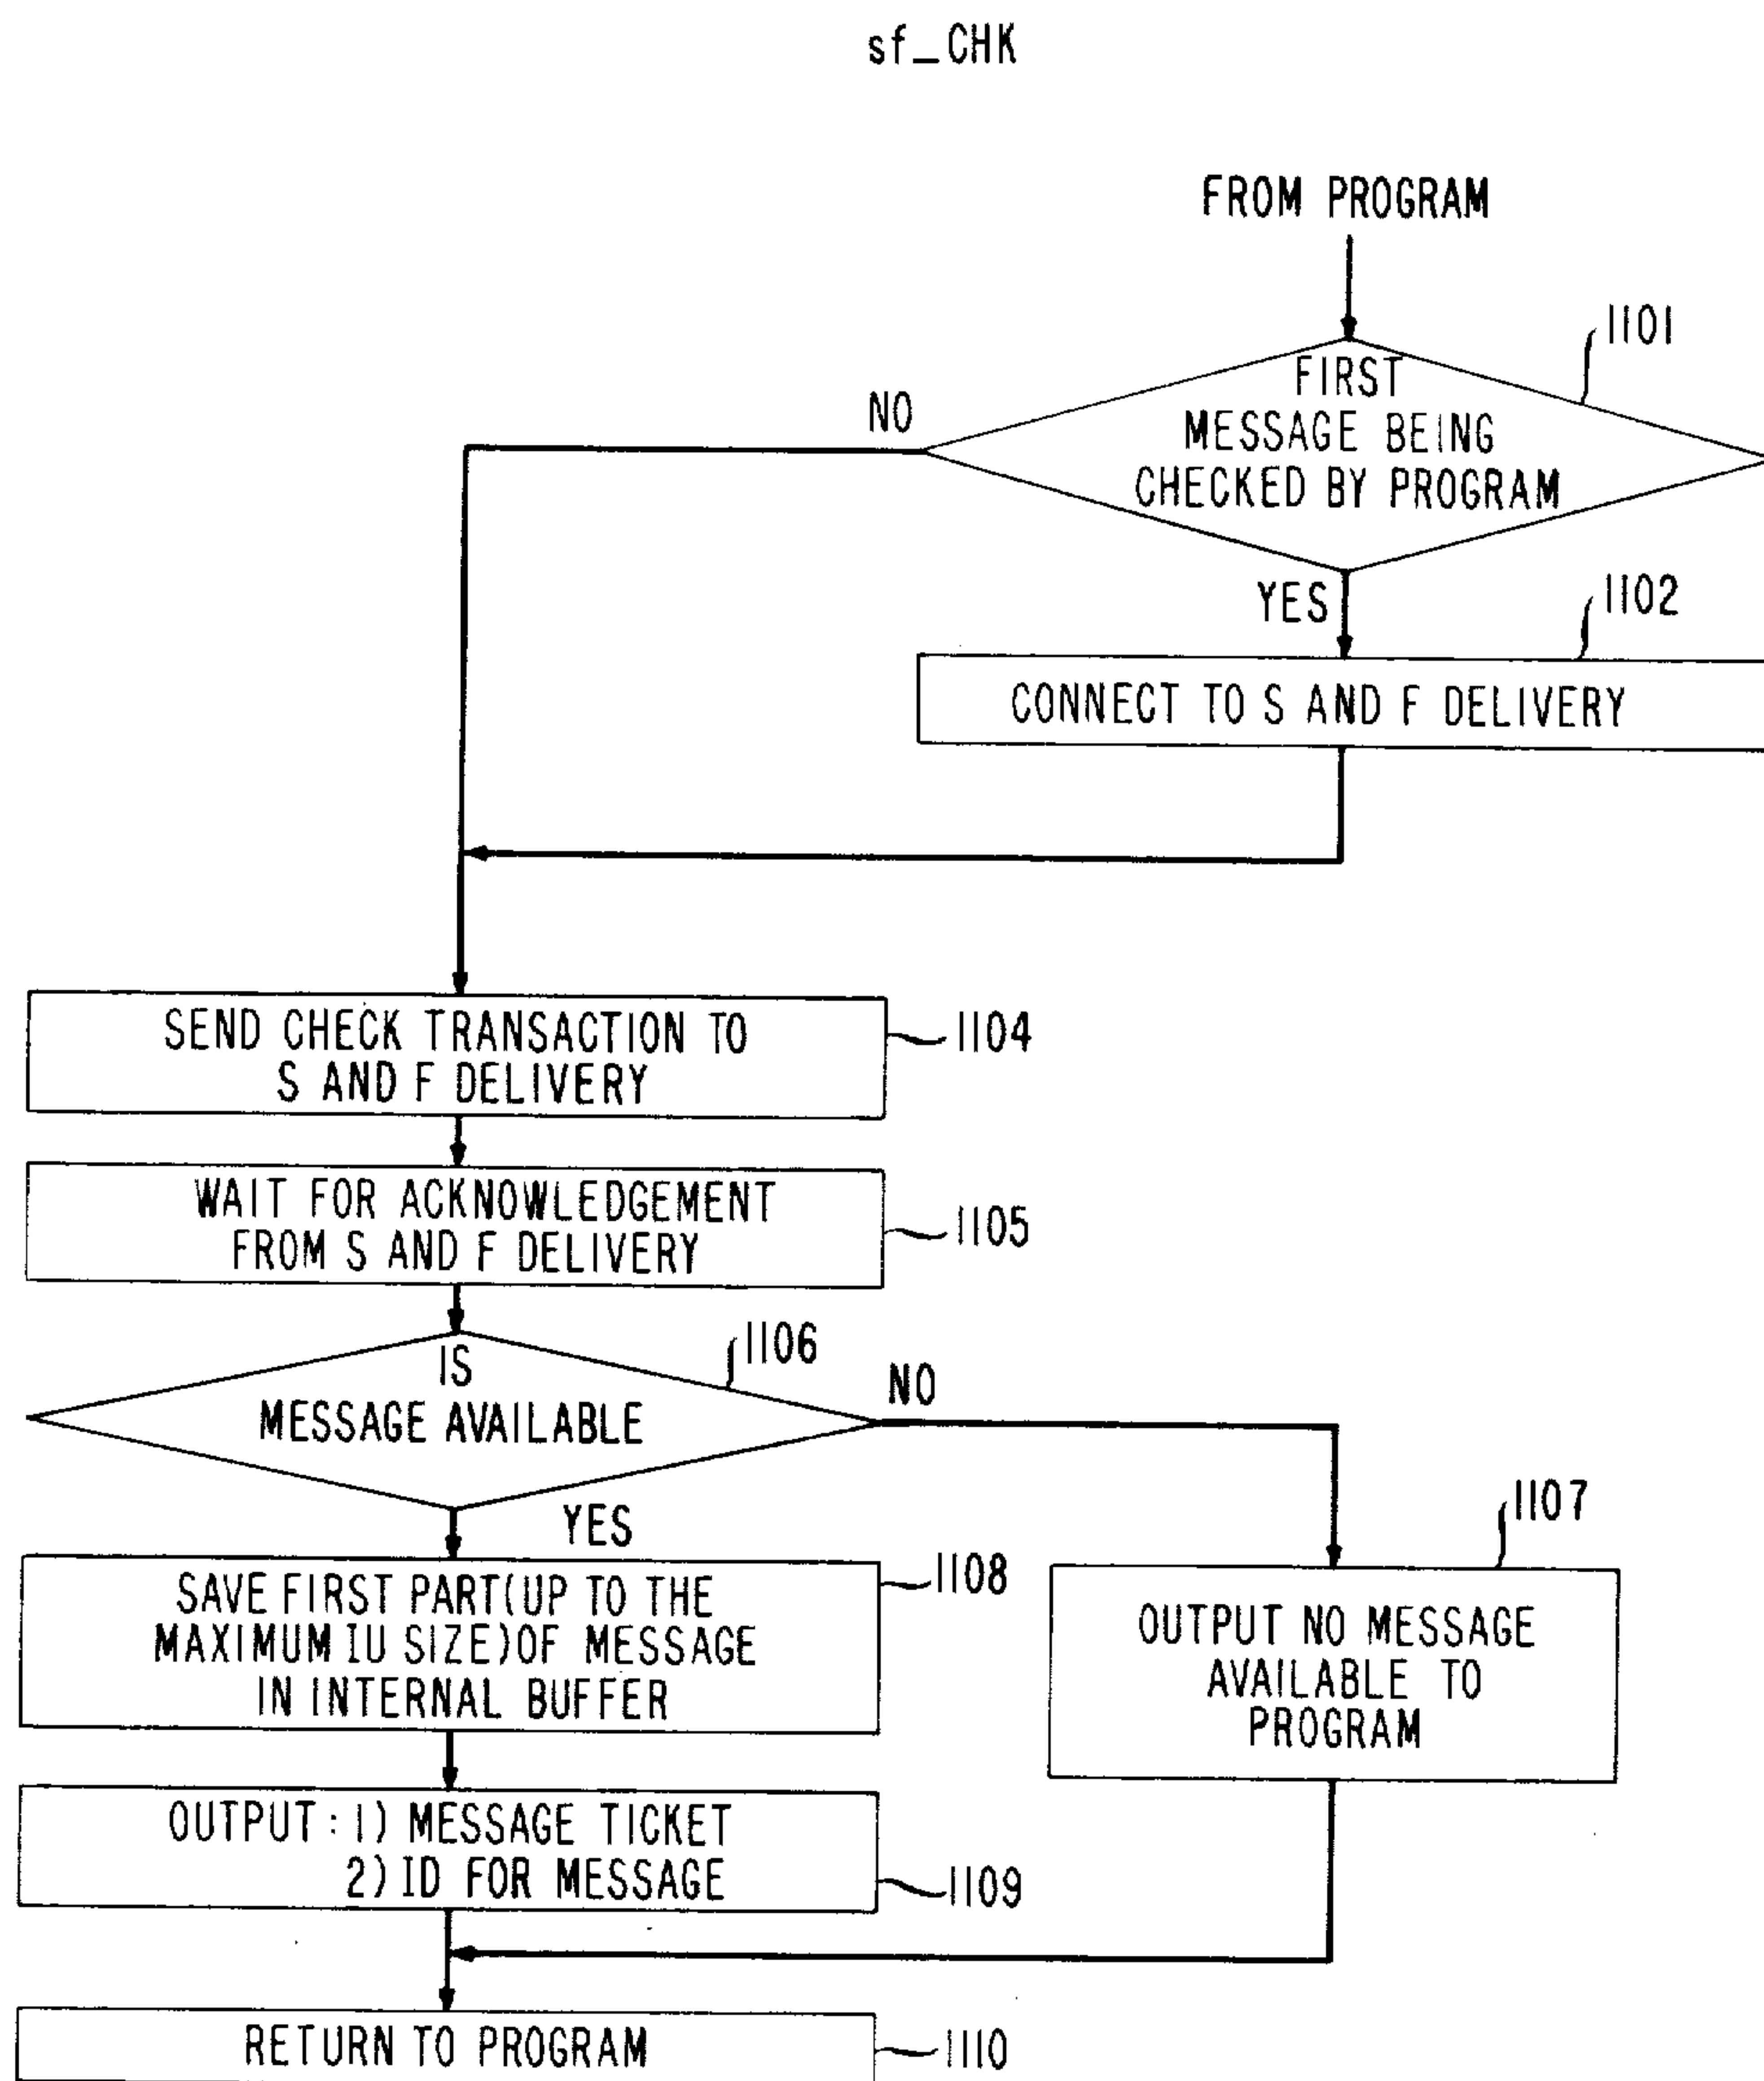 sf_CHK
FROM PROGRAM
1101
FIRST
MESSAGE BEING
CHECKED BY PROGRAM
NO
YES
1102
CONNECT TO S AND F DELIVERY
SEND CHECK TRANSACTION TO
S AND F DELIVERY
1104
WAIT FOR ACKNOWLEDGEMENT
FROM S AND F DELIVERY
1105
IS
MESSAGE AVAILABLE
1106
NO
YES
1107
SAVE FIRST PART(UP TO THE
MAXIMUM IU SIZE)OF MESSAGE
IN INTERNAL BUFFER
1108
OUTPUT NO MESSAGE
AVAILABLE TO
PROGRAM
OUTPUT: 1) MESSAGE TICKET
2) ID FOR MESSAGE
1109
RETURN TO PROGRAM
1110